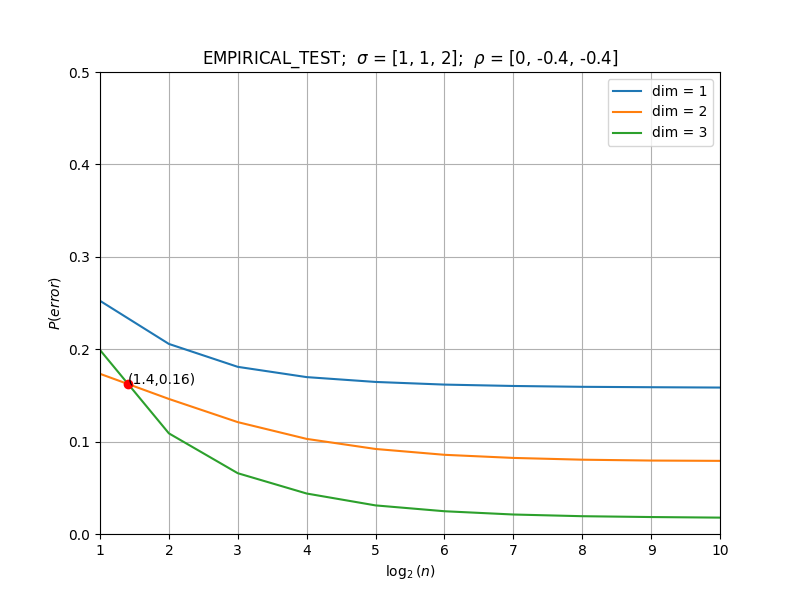 EMPIRICAL_TEST; σ = [1, 1, 2]; ρ = [0, -0.4, -0.4]
0.5
0.4
0.3
0.2
0.1
0.0
P(error)
dim = 1
dim = 2
dim = 3
(1.4,0.16)
1 2 3 4 5 6 7 8 9 10
log₂(n)